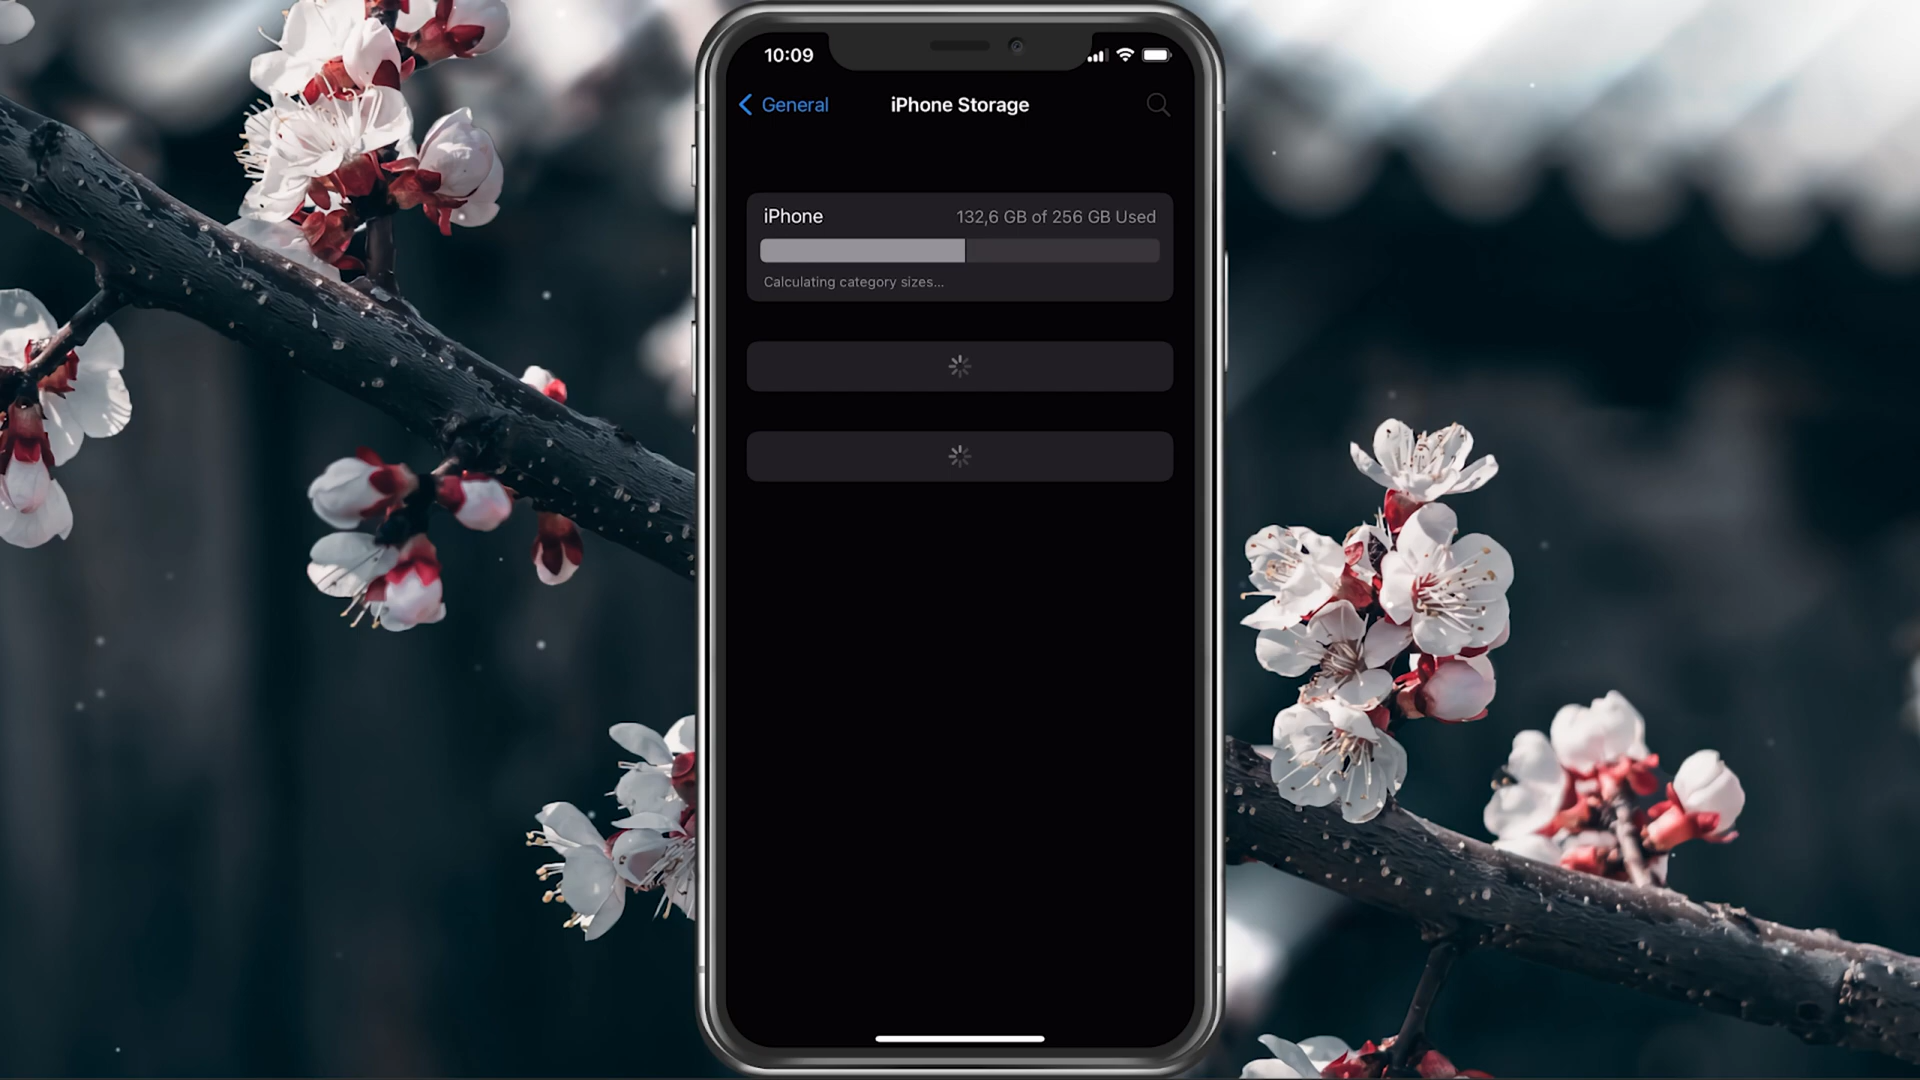 10:09
General
iPhone Storage
iPhone
132,6 GB of 256 GB Used
Calculating category sizes...